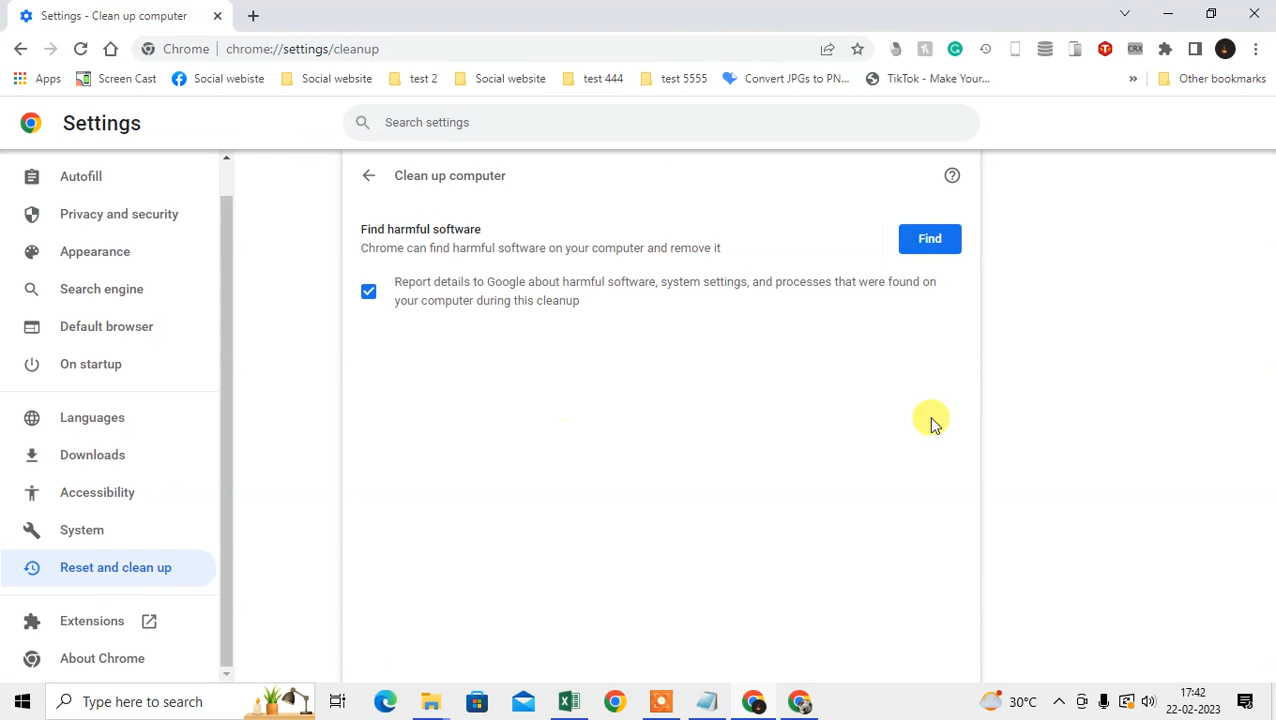 Settings - Clean up computer
Chrome
chrome://settings/cleanup
CRX
Apps
Screen Cast
Social webiste
Social website
test 2
Social website
test 444
test 5555
Convert JPGs to PN...
TikTok - Make Your...
»
Other bookmarks
Settings
Search settings
Autofill
Privacy and security
Appearance
Search engine
Default browser
On startup
Languages
Downloads
Accessibility
System
Reset and clean up
Extensions
About Chrome
Clean up computer
Find harmful software
Chrome can find harmful software on your computer and remove it
Find
Report details to Google about harmful software, system settings, and processes that were found on
your computer during this cleanup
Type here to search
30°C
17:42
22-02-2023